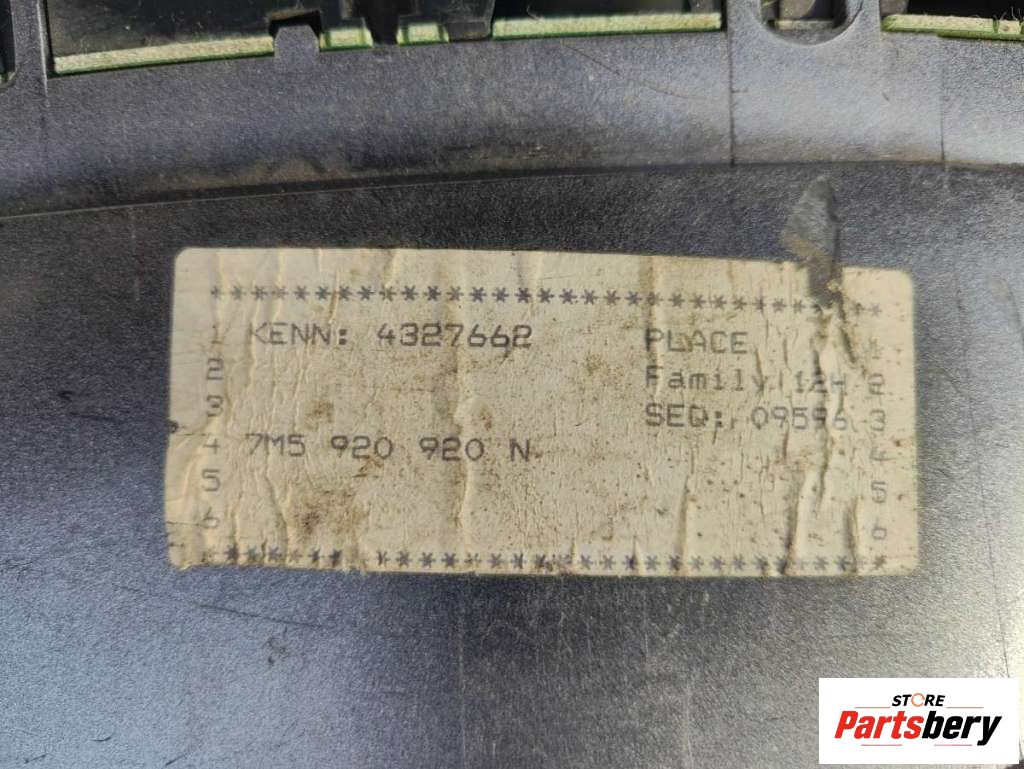 *******************************
1 KENN: 4327662 PLACE 1
2 Family 12H 2
3 SEQ: 09596 3
4 7M5 920 920 N 4
5 5
6 6
*******************************
STORE
Partsbery